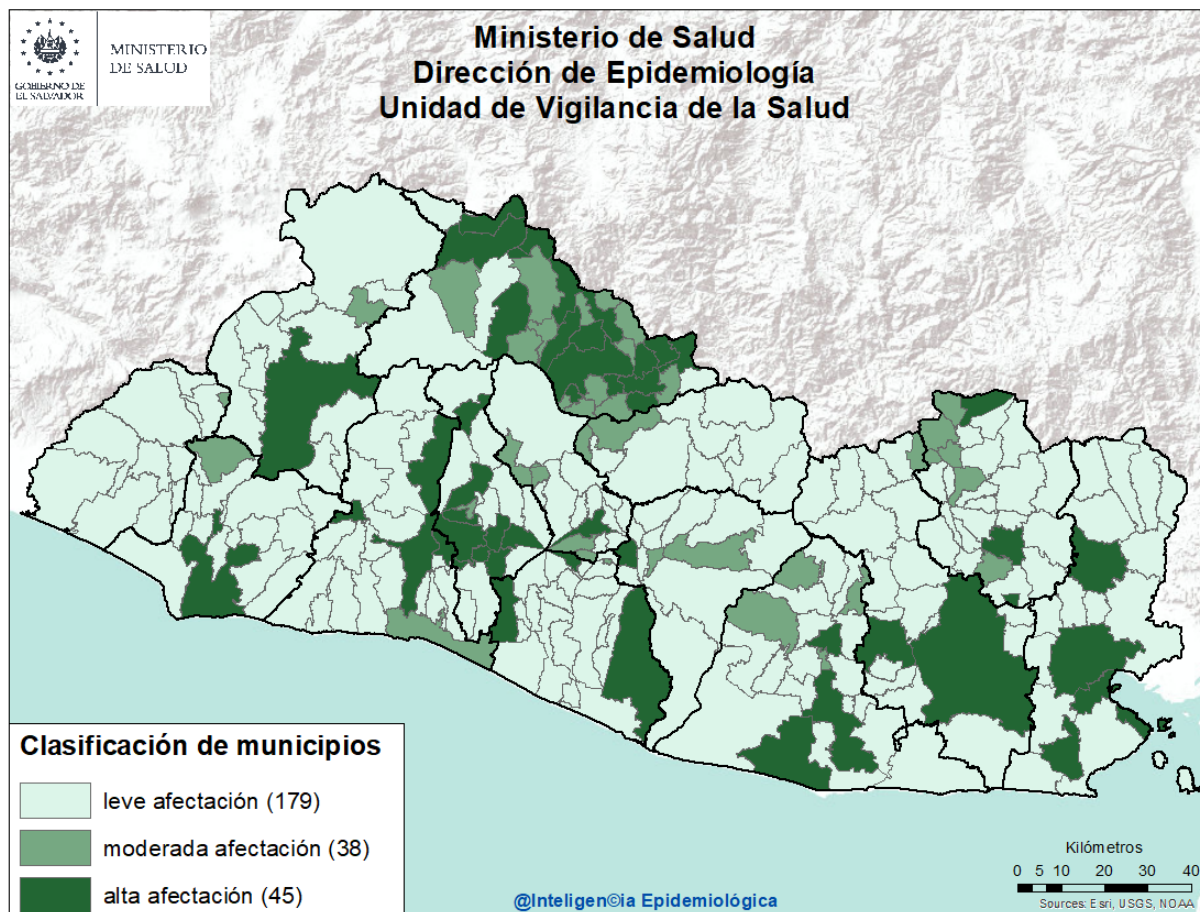 GOBIERNO DE
EL SALVADOR
MINISTERIO
DE SALUD
Ministerio de Salud
Dirección de Epidemiología
Unidad de Vigilancia de la Salud
Clasificación de municipios
leve afectación (179)
moderada afectación (38)
alta afectación (45)
@Inteligen©ia Epidemiológica
Kilómetros
0 5 10 20 30 40
Sources: Esri, USGS, NOAA